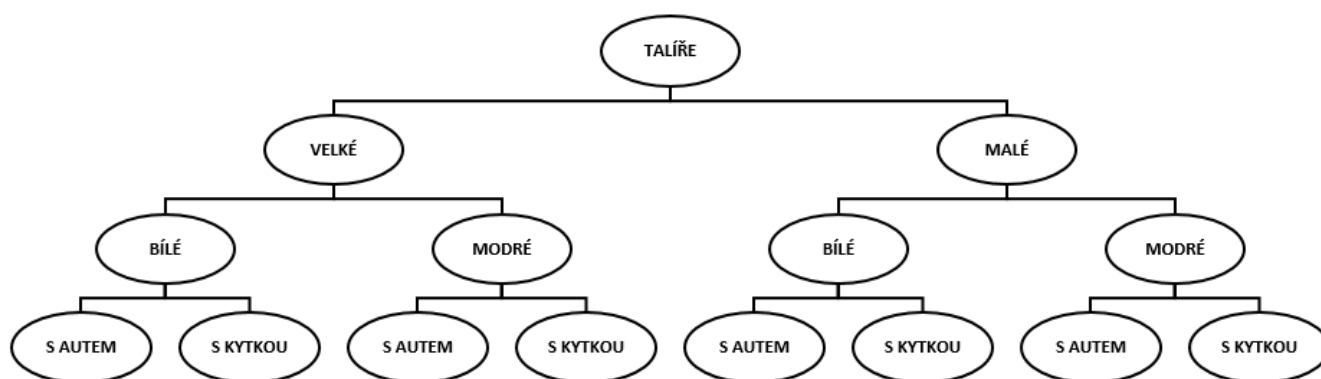 TALÍŘE
VELKÉ
MALÉ
BÍLÉ
MODRÉ
BÍLÉ
MODRÉ
S AUTEM
S KYTKOU
S AUTEM
S KYTKOU
S AUTEM
S KYTKOU
S AUTEM
S KYTKOU